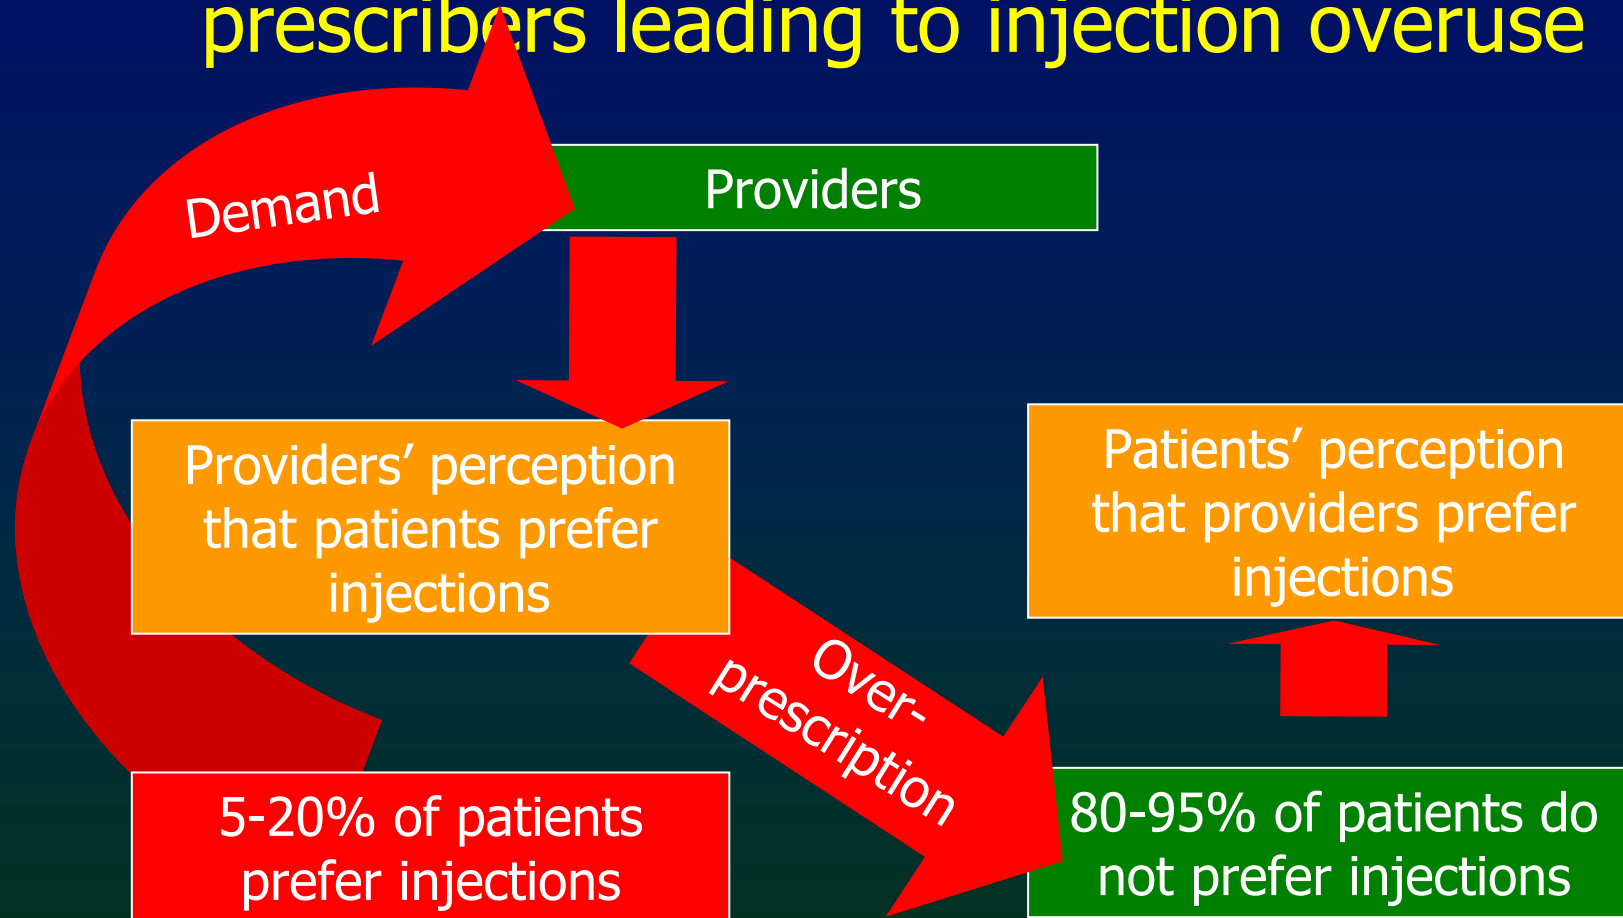 prescribers leading to injection overuse
Demand
Providers
Providers’ perception
that patients prefer
injections
Patients’ perception
that providers prefer
injections
Over-
prescription
5-20% of patients
prefer injections
80-95% of patients do
not prefer injections